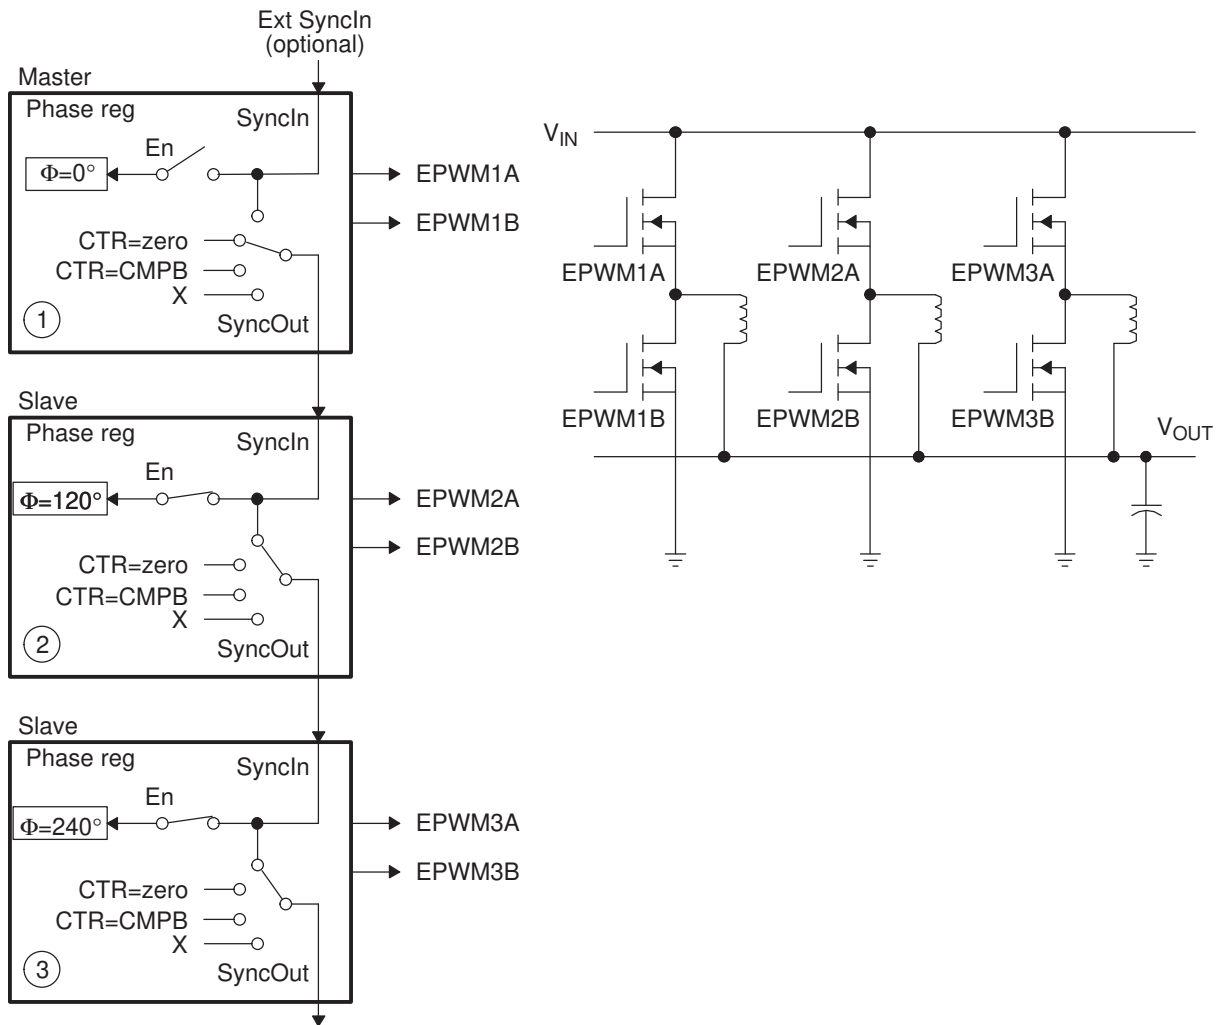 Ext SyncIn
(optional)
Master
Phase reg
SyncIn
En
Φ=0°
EPWM1A
EPWM1B
CTR=zero
CTR=CMPB
X
1
SyncOut
Slave
Phase reg
SyncIn
En
Φ=120°
EPWM2A
EPWM2B
CTR=zero
CTR=CMPB
X
2
SyncOut
Slave
Phase reg
SyncIn
En
Φ=240°
EPWM3A
EPWM3B
CTR=zero
CTR=CMPB
X
3
SyncOut
VIN
EPWM1A
EPWM2A
EPWM3A
EPWM1B
EPWM2B
EPWM3B
VOUT